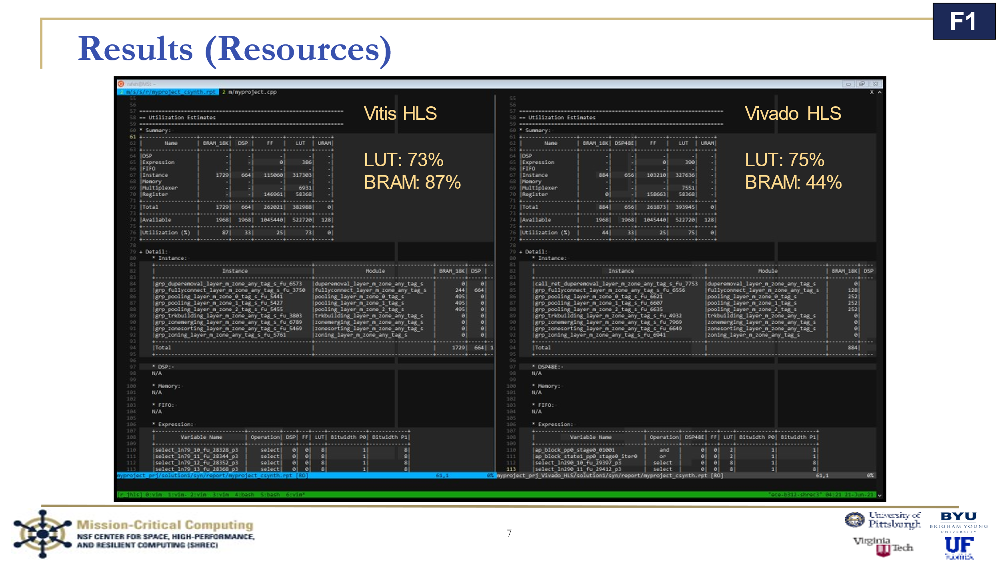 F1
Results (Resources)
2 m/s/s/r/myproject_csynth.rpt 2 m/myproject.cpp X
Vitis HLS
LUT: 73%
BRAM: 87%
55
56
57 ================================================================
58 == Utilization Estimates
59 ================================================================
60 * Summary:
61
62 | Name | BRAM_18K| DSP | FF | LUT | URAM|
63
64 |DSP | -| -| -| -| -|
65 |Expression | -| -| 0| 386| -|
66 |FIFO | -| -| -| -| -|
67 |Instance | 1729| 664| 115060| 317303| -|
68 |Memory | -| -| -| -| -|
69 |Multiplexer | -| -| -| 6931| -|
70 |Register | -| -| 146961| 58368| -|
71
72 |Total | 1729| 664| 262021| 382988| 0|
73
74 |Available | 1968| 1968| 1045440| 522720| 128|
75
76 |Utilization (%) | 87| 33| 25| 73| 0|
77
78
79 + Detail:
80 * Instance:
81
82 | Instance | Module | BRAM_18K| DSP |
83
84 |grp_duperemoval_layer_m_zone_any_tag_s_fu_6573 |duperemoval_layer_m_zone_any_tag_s | 0| 0|
85 |grp_fullyconnect_layer_m_zone_any_tag_s_fu_3750 |fullyconnect_layer_m_zone_any_tag_s | 244| 664|
86 |grp_pooling_layer_m_zone_0_tag_s_fu_5441 |pooling_layer_m_zone_0_tag_s | 495| 0|
87 |grp_pooling_layer_m_zone_1_tag_s_fu_5427 |pooling_layer_m_zone_1_tag_s | 495| 0|
88 |grp_pooling_layer_m_zone_2_tag_s_fu_5455 |pooling_layer_m_zone_2_tag_s | 495| 0|
89 |grp_trkbuilding_layer_m_zone_any_tag_s_fu_3803 |trkbuilding_layer_m_zone_any_tag_s | 0| 0|
90 |grp_zonemerging_layer_m_zone_any_tag_s_fu_6789 |zonemerging_layer_m_zone_any_tag_s | 0| 0|
91 |grp_zonesorting_layer_m_zone_any_tag_s_fu_5469 |zonesorting_layer_m_zone_any_tag_s | 0| 0|
92 |grp_zoning_layer_m_zone_any_tag_s_fu_5761 |zoning_layer_m_zone_any_tag_s | 0| 0|
93
94 |Total | | 1729| 664| 1
95
96
97 * DSP:
98 N/A
99
100 * Memory:
101 N/A
102
103 * FIFO:
104 N/A
105
106 * Expression:
107
108 | Variable Name | Operation| DSP| FF| LUT| Bitwidth P0| Bitwidth P1|
109
110 |select_ln79_10_fu_28328_p3 | select| 0| 0| 8| 1| 8|
111 |select_ln79_11_fu_28344_p3 | select| 0| 0| 8| 1| 8|
112 |select_ln79_12_fu_28352_p3 | select| 0| 0| 8| 1| 8|
113 |select_ln79_13_fu_28368_p3 | select| 0| 0| 8| 1| 8|
myproject_prj/solution1/syn/report/myproject_csynth.rpt [RO] 61,1 0%
Vivado HLS
LUT: 75%
BRAM: 44%
55
56
57 ================================================================
58 == Utilization Estimates
59 ================================================================
60 * Summary:
61
62 | Name | BRAM_18K| DSP48E| FF | LUT | URAM|
63
64 |DSP | -| -| -| -| -|
65 |Expression | -| -| 0| 390| -|
66 |FIFO | -| -| -| -| -|
67 |Instance | 884| 656| 103210| 327636| -|
68 |Memory | -| -| -| -| -|
69 |Multiplexer | -| -| -| 7551| -|
70 |Register | 0| -| 158663| 58368| -|
71
72 |Total | 884| 656| 261873| 393945| 0|
73
74 |Available | 1968| 1968| 1045440| 522720| 128|
75
76 |Utilization (%) | 44| 33| 25| 75| 0|
77
78
79 + Detail:
80 * Instance:
81
82 | Instance | Module | BRAM_18K| DSP
83
84 |call_ret_duperemoval_layer_m_zone_any_tag_s_fu_7753 |duperemoval_layer_m_zone_any_tag_s | 0|
85 |grp_fullyconnect_layer_m_zone_any_tag_s_fu_6556 |fullyconnect_layer_m_zone_any_tag_s | 128|
86 |grp_pooling_layer_m_zone_0_tag_s_fu_6621 |pooling_layer_m_zone_0_tag_s | 252|
87 |grp_pooling_layer_m_zone_1_tag_s_fu_6607 |pooling_layer_m_zone_1_tag_s | 252|
88 |grp_pooling_layer_m_zone_2_tag_s_fu_6635 |pooling_layer_m_zone_2_tag_s | 252|
89 |grp_trkbuilding_layer_m_zone_any_tag_s_fu_4932 |trkbuilding_layer_m_zone_any_tag_s | 0|
90 |grp_zonemerging_layer_m_zone_any_tag_s_fu_7969 |zonemerging_layer_m_zone_any_tag_s | 0|
91 |grp_zonesorting_layer_m_zone_any_tag_s_fu_6649 |zonesorting_layer_m_zone_any_tag_s | 0|
92 |grp_zoning_layer_m_zone_any_tag_s_fu_6941 |zoning_layer_m_zone_any_tag_s | 0|
93
94 |Total | | 884|
95
96
97 * DSP48E:
98 N/A
99
100 * Memory:
101 N/A
102
103 * FIFO:
104 N/A
105
106 * Expression:
107
108 | Variable Name | Operation| DSP48E| FF| LUT| Bitwidth P0| Bitwidth P1|
109
110 |ap_block_pp0_stage0_01001 | and | 0| 0| 2| 1| 1|
111 |ap_block_state1_pp0_stage0_iter0 | or | 0| 0| 2| 1| 1|
112 |select_ln290_10_fu_29397_p3 | select | 0| 0| 8| 1| 8|
113 |select_ln290_11_fu_29412_p3 | select | 0| 0| 8| 1| 8|
myproject_prj_Vivado_HLS/solution1/syn/report/myproject_csynth.rpt [RO] 61,1 0%
[r_jhls] 0:vim 1:vim- 2:vim 3:vim 4:bash 5:bash 6:vim* "ece-b312-shrec3" 04:21 21-Jun-21
Mission-Critical Computing
NSF CENTER FOR SPACE, HIGH-PERFORMANCE,
AND RESILIENT COMPUTING (SHREC)
7
University of
Pittsburgh
BYU
BRIGHAM YOUNG
UNIVERSITY
Virginia
Tech
UF